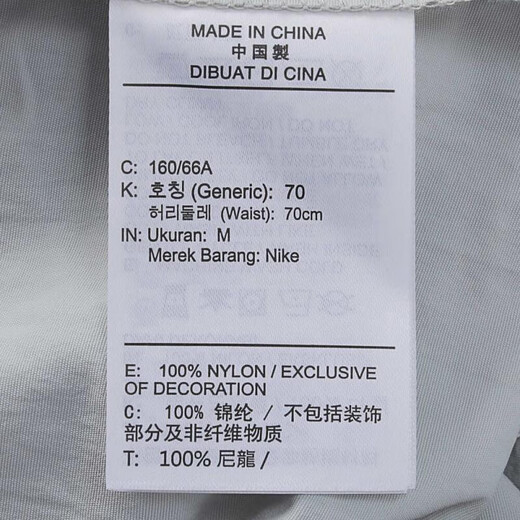 MADE IN CHINA
中国製
DIBUAT DI CINA
C: 160/66A
K: 호칭 (Generic): 70
허리둘레 (Waist): 70cm
IN: Ukuran: M
Merek Barang: Nike
E: 100% NYLON / EXCLUSIVE
OF DECORATION
C: 100% 锦纶 / 不包括装饰
部分及非纤维物质
T: 100% 尼龍 /